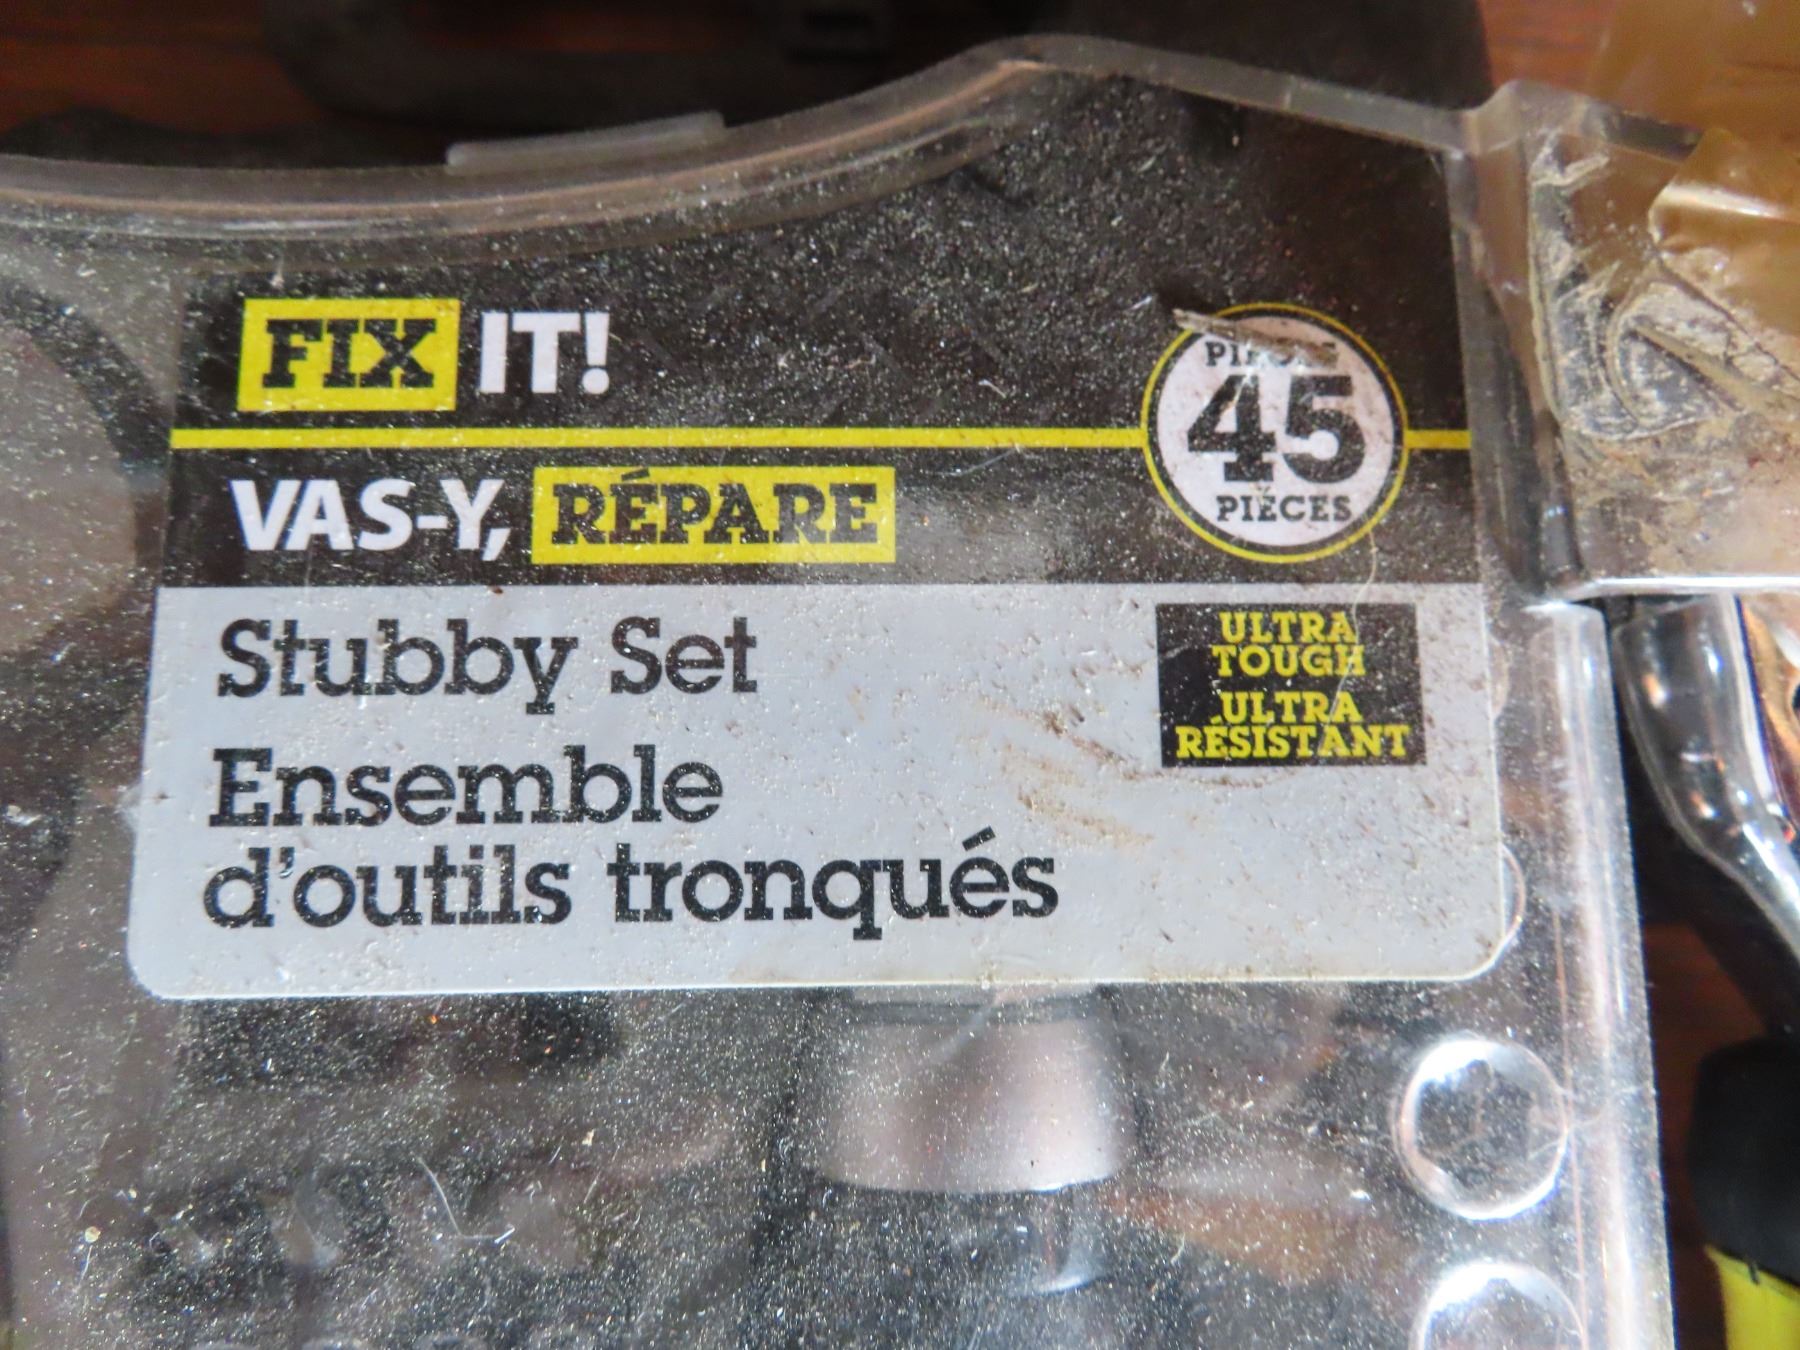 FIX IT!
VAS-Y, RÉPARE
45
PIÈCES
Stubby Set
Ensemble
d'outils tronqués
ULTRA
TOUGH
ULTRA
RÉSISTANT